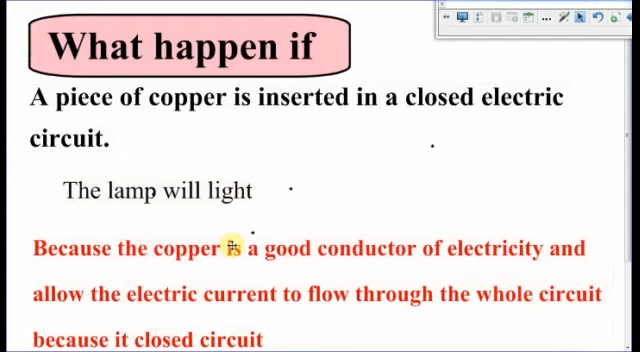 What happen if
A piece of copper is inserted in a closed electric
circuit.
The lamp will light
Because the copper is a good conductor of electricity and
allow the electric current to flow through the whole circuit
because it closed circuit